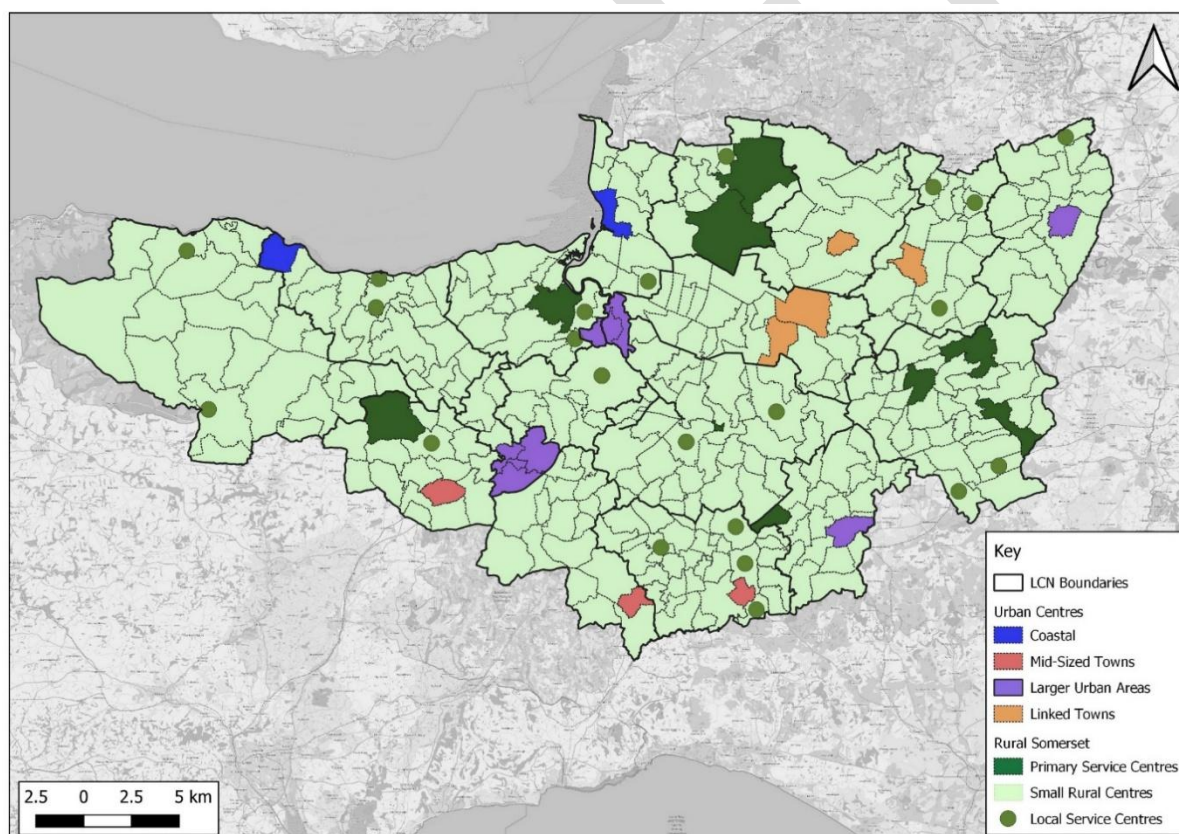 Key
LCN Boundaries
Urban Centres
Coastal
Mid-Sized Towns
Larger Urban Areas
Linked Towns
Rural Somerset
Primary Service Centres
Small Rural Centres
Local Service Centres
2.5 0 2.5 5 km